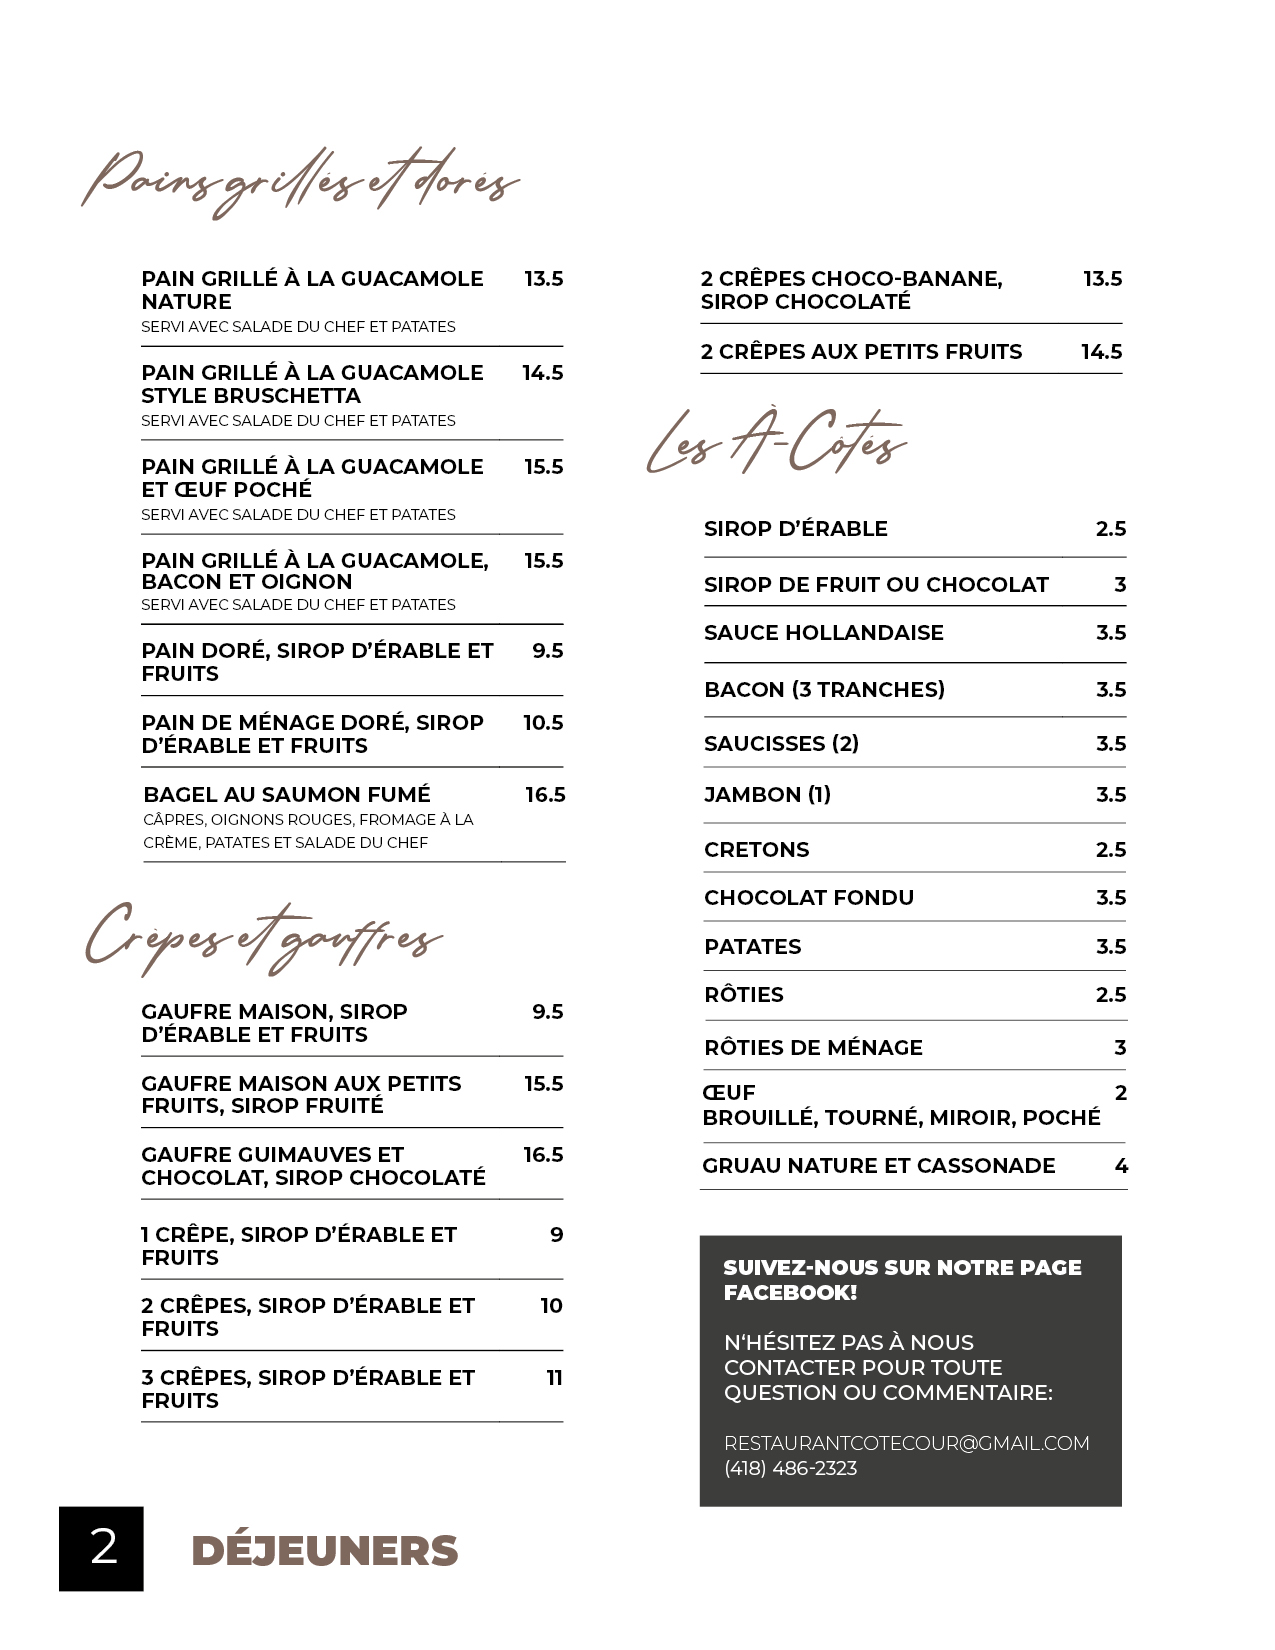 Pains grillés et dorés
PAIN GRILLÉ À LA GUACAMOLE 13.5
NATURE
SERVI AVEC SALADE DU CHEF ET PATATES
PAIN GRILLÉ À LA GUACAMOLE 14.5
STYLE BRUSCHETTA
SERVI AVEC SALADE DU CHEF ET PATATES
PAIN GRILLÉ À LA GUACAMOLE 15.5
ET ŒUF POCHÉ
SERVI AVEC SALADE DU CHEF ET PATATES
PAIN GRILLÉ À LA GUACAMOLE, 15.5
BACON ET OIGNON
SERVI AVEC SALADE DU CHEF ET PATATES
PAIN DORÉ, SIROP D’ÉRABLE ET 9.5
FRUITS
PAIN DE MÉNAGE DORÉ, SIROP 10.5
D’ÉRABLE ET FRUITS
BAGEL AU SAUMON FUMÉ 16.5
CÂPRES, OIGNONS ROUGES, FROMAGE À LA
CRÈME, PATATES ET SALADE DU CHEF
Crêpes et gauffres
GAUFRE MAISON, SIROP 9.5
D’ÉRABLE ET FRUITS
GAUFRE MAISON AUX PETITS 15.5
FRUITS, SIROP FRUITÉ
GAUFRE GUIMAUVES ET 16.5
CHOCOLAT, SIROP CHOCOLATÉ
1 CRÊPE, SIROP D’ÉRABLE ET 9
FRUITS
2 CRÊPES, SIROP D’ÉRABLE ET 10
FRUITS
3 CRÊPES, SIROP D’ÉRABLE ET 11
FRUITS
2 CRÊPES CHOCO-BANANE, 13.5
SIROP CHOCOLATÉ
2 CRÊPES AUX PETITS FRUITS 14.5
Les À-Côtés
SIROP D’ÉRABLE 2.5
SIROP DE FRUIT OU CHOCOLAT 3
SAUCE HOLLANDAISE 3.5
BACON (3 TRANCHES) 3.5
SAUCISSES (2) 3.5
JAMBON (1) 3.5
CRETONS 2.5
CHOCOLAT FONDU 3.5
PATATES 3.5
RÔTIES 2.5
RÔTIES DE MÉNAGE 3
ŒUF 2
BROUILLÉ, TOURNÉ, MIROIR, POCHÉ
GRUAU NATURE ET CASSONADE 4
SUIVEZ-NOUS SUR NOTRE PAGE
FACEBOOK!
N‘HÉSITEZ PAS À NOUS
CONTACTER POUR TOUTE
QUESTION OU COMMENTAIRE:
RESTAURANTCOTECOUR@GMAIL.COM
(418) 486-2323
2 DÉJEUNERS